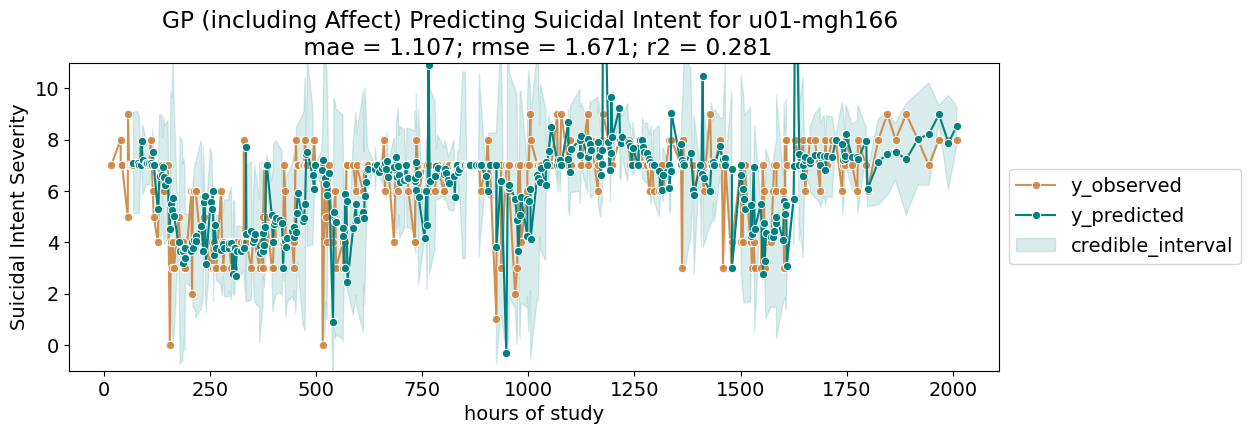 GP (including Affect) Predicting Suicidal Intent for u01-mgh166
mae = 1.107; rmse = 1.671; r2 = 0.281
Suicidal Intent Severity
10
8
6
4
2
0
0 250 500 750 1000 1250 1500 1750 2000
hours of study
y_observed
y_predicted
credible_interval